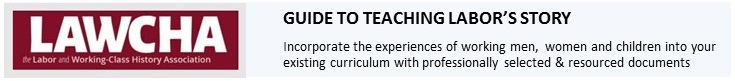 LAWCHA
the Labor and Working-Class History Association
GUIDE TO TEACHING LABOR'S STORY
Incorporate the experiences of working men, women and children into your
existing curriculum with professionally selected & resourced documents